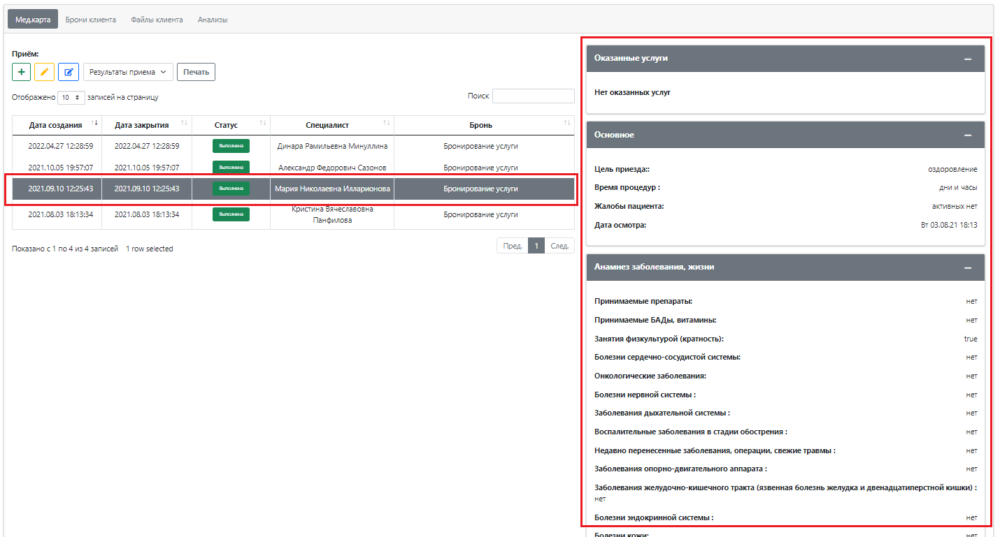 Мед.карта Брони клиента Файлы клиента Анализы
Приём:
Результаты приема Печать
Отображено 10 записей на страницу Поиск
Дата создания Дата закрытия Статус Специалист Бронь
2022.04.27 12:28:59 2022.04.27 12:28:59 Выполнена Динара Рамильевна Минуллина Бронирование услуги
2021.10.05 19:57:07 2021.10.05 19:57:07 Выполнена Александр Федорович Сазонов Бронирование услуги
2021.09.10 12:25:43 2021.09.10 12:25:43 Выполнена Мария Николаевна Илларионова Бронирование услуги
2021.08.03 18:13:34 2021.08.03 18:13:34 Выполнена Кристина Вячеславовна Панфилова Бронирование услуги
Показано с 1 по 4 из 4 записей 1 row selected
Пред. 1 След.
Оказанные услуги
Нет оказанных услуг
Основное
Цель приезда:: оздоровление
Время процедур : дни и часы
Жалобы пациента: активных нет
Дата осмотра: Вт 03.08.21 18:13
Анамнез заболевания, жизни
Принимаемые препараты: нет
Принимаемые БАДы, витамины: нет
Занятия физкультурой (кратность): true
Болезни сердечно-сосудистой системы: нет
Онкологические заболевания: нет
Болезни нервной системы : нет
Заболевания дыхательной системы : нет
Воспалительные заболевания в стадии обострения : нет
Недавно перенесенные заболевания, операции, свежие травмы : нет
Заболевания опорно-двигательного аппарата : нет
Заболевания желудочно-кишечного тракта (язвенная болезнь желудка и двенадцатиперстной кишки) :
нет
Болезни эндокринной системы : нет
Болезни кожи: нет